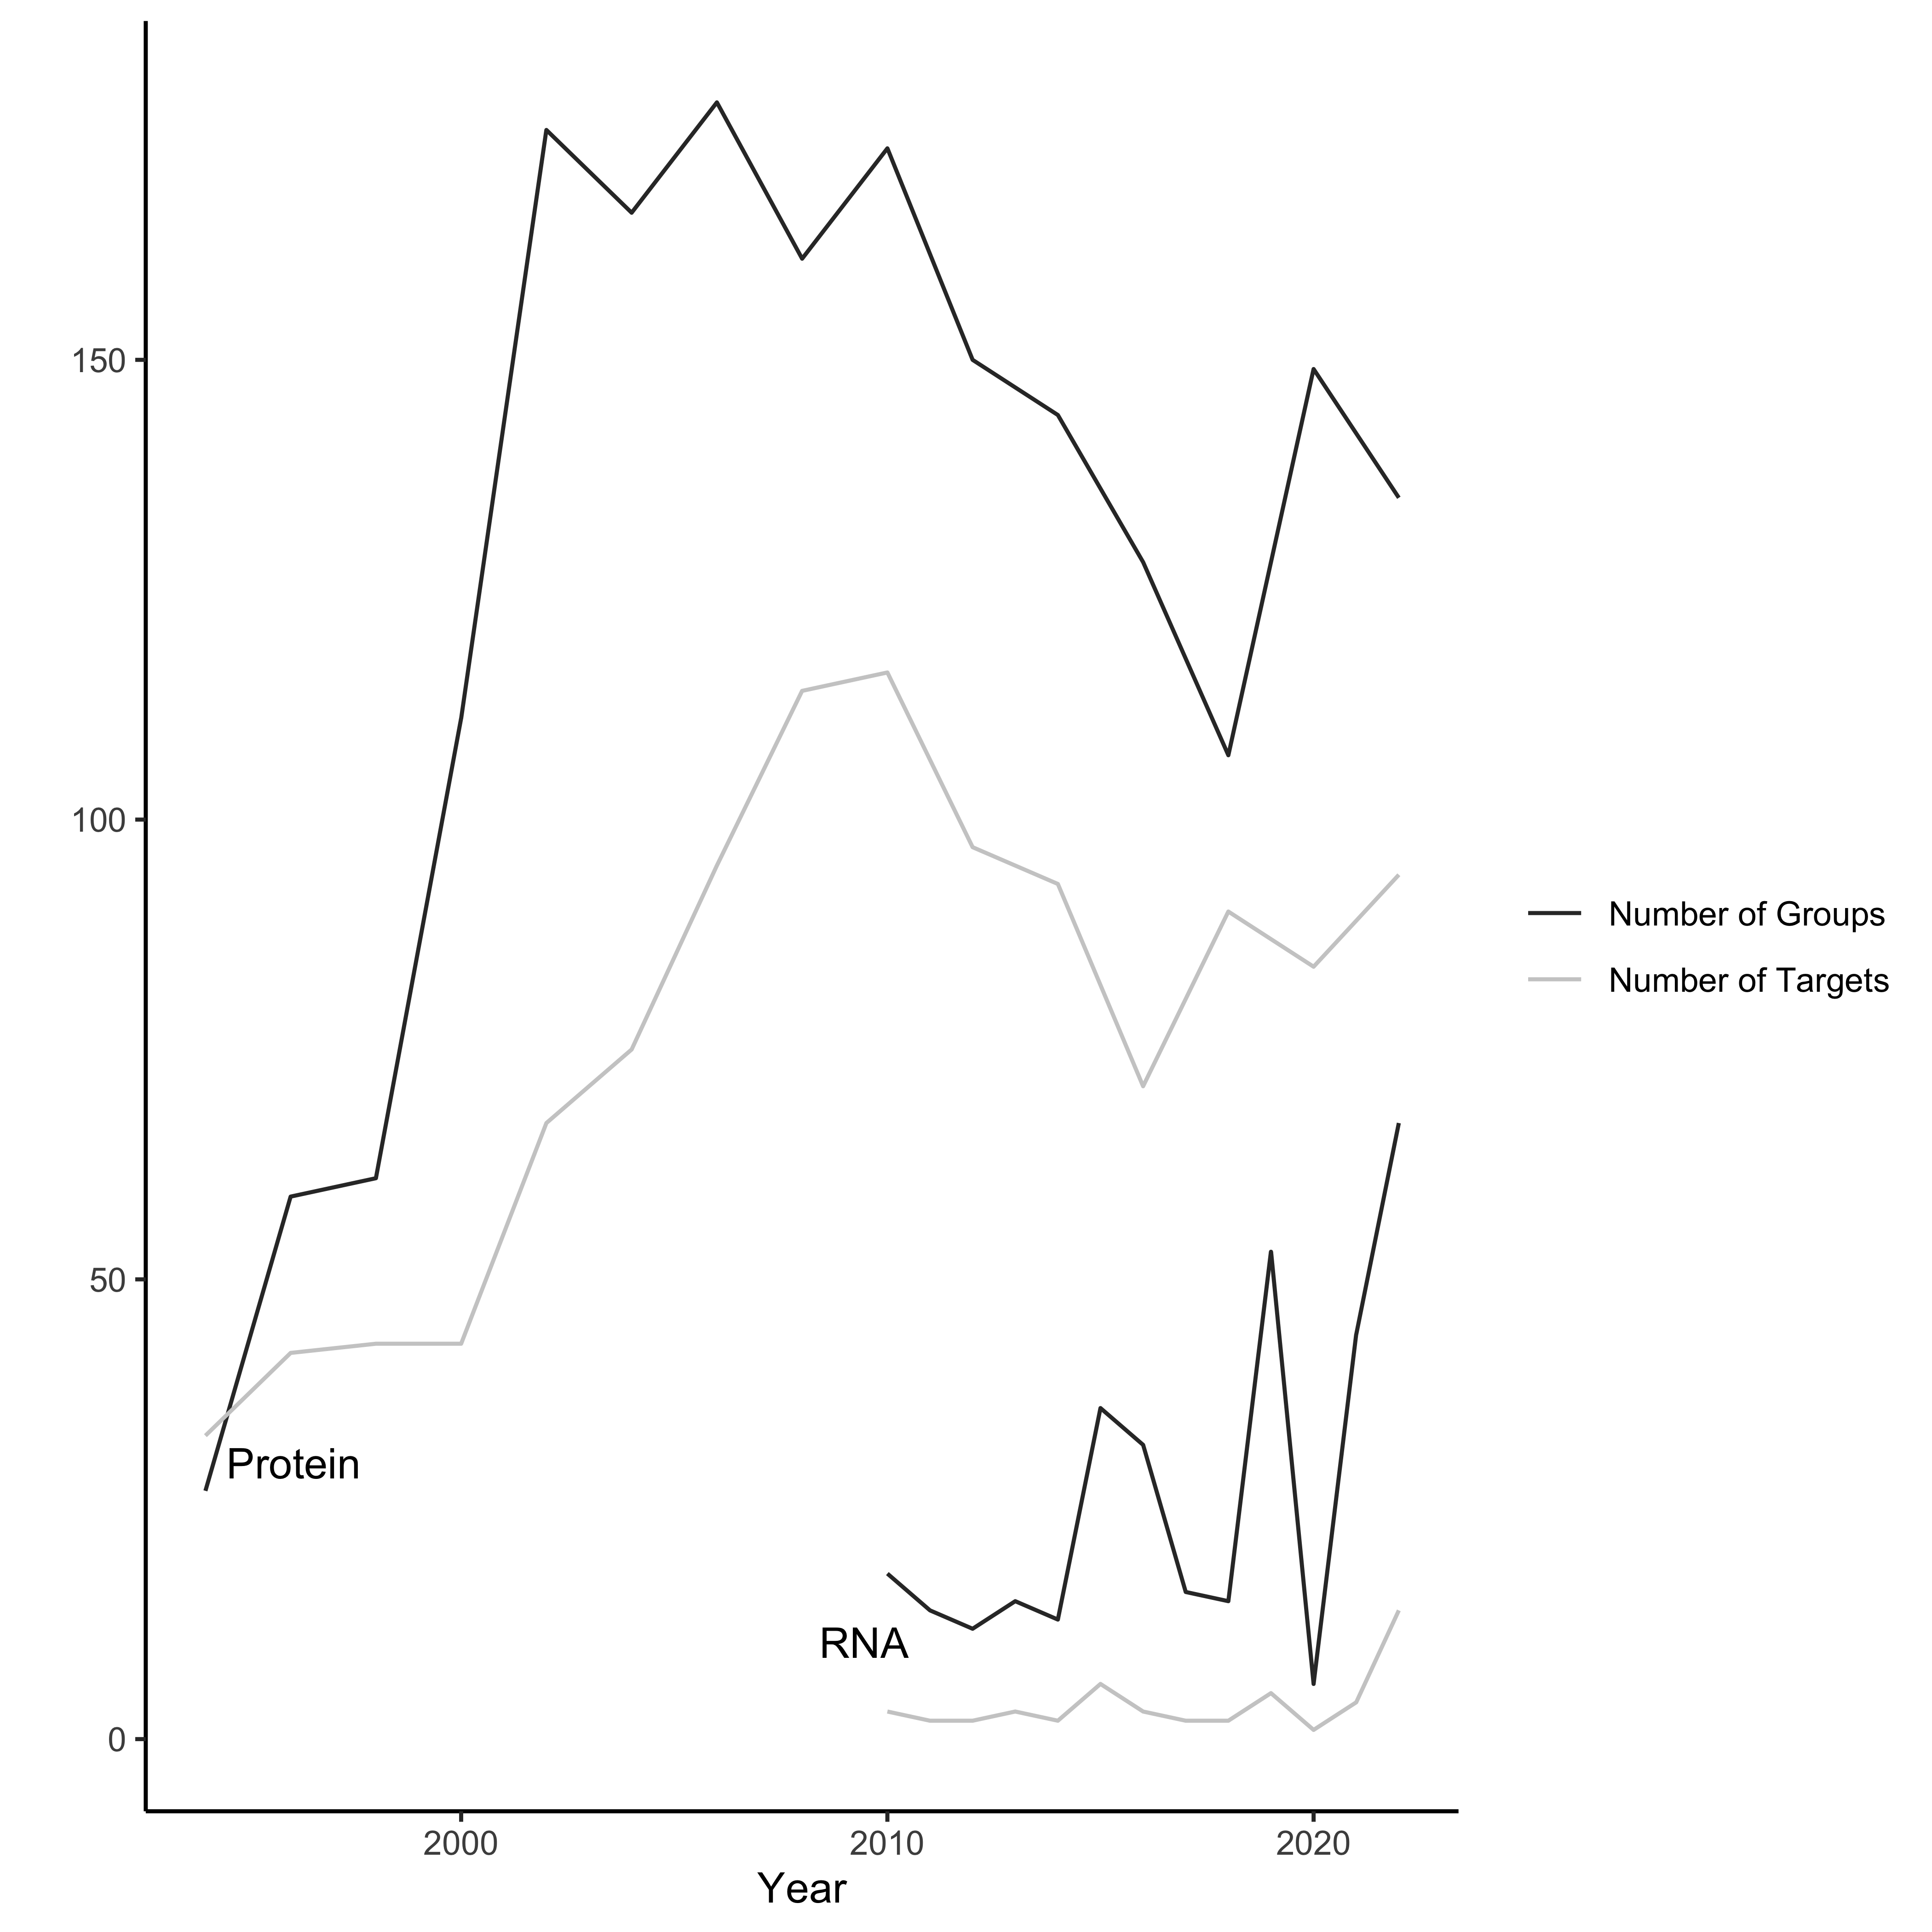 150
100
50
0
Protein
RNA
2000 2010 2020
Year
Number of Groups
Number of Targets